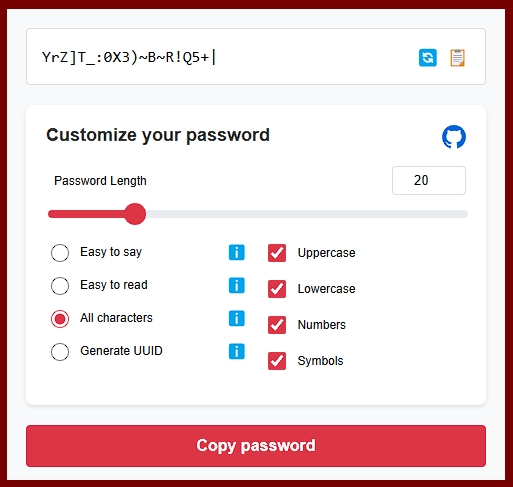 YrZ]T_:0X3)~B~R!Q5+|
Customize your password
Password Length
20
Easy to say
Easy to read
All characters
Generate UUID
Uppercase
Lowercase
Numbers
Symbols
Copy password